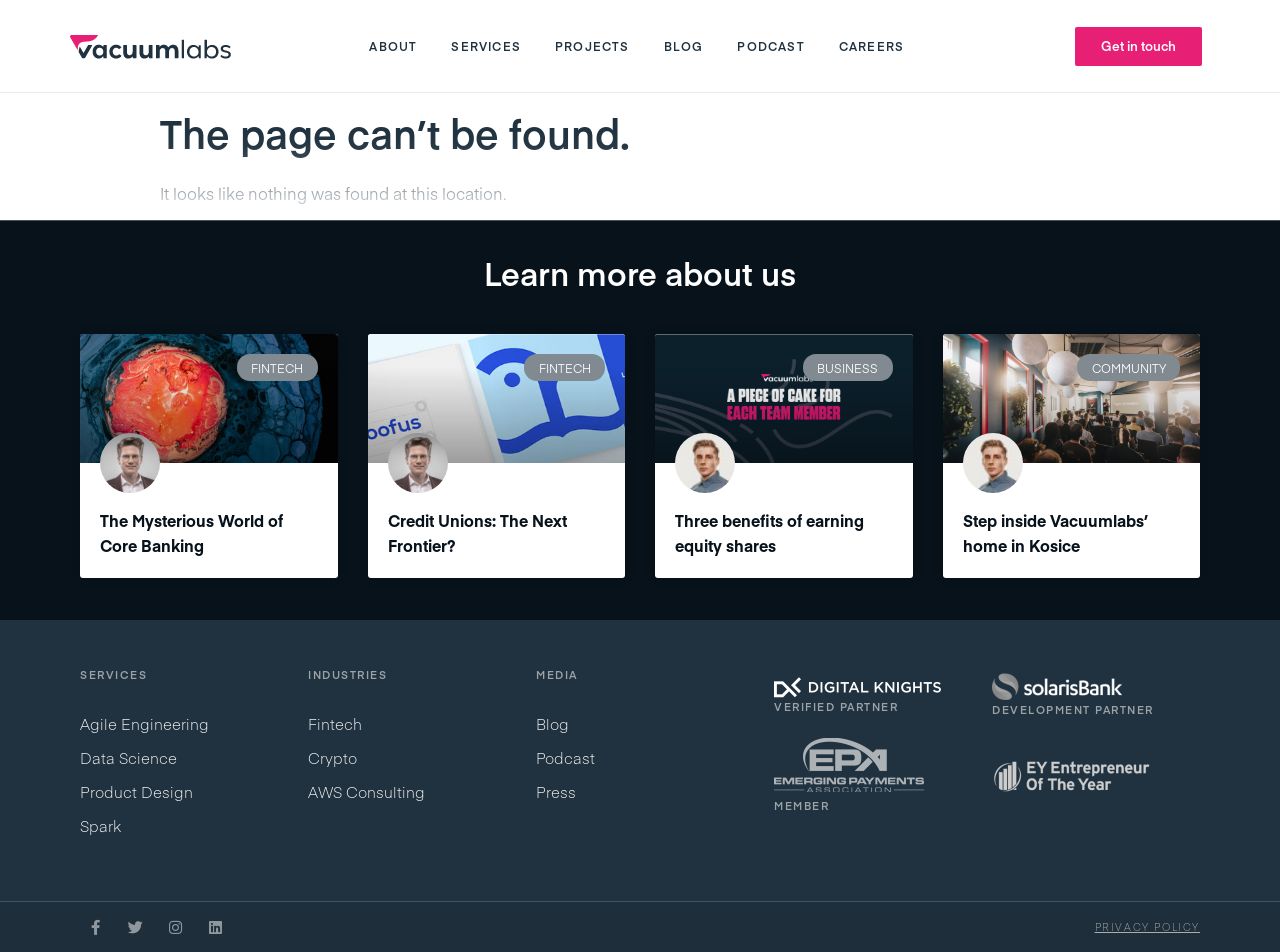 vacuumlabs
ABOUT
SERVICES
PROJECTS
BLOG
PODCAST
CAREERS
Get in touch
The page can’t be found.
It looks like nothing was found at this location.
Learn more about us
FINTECH
The Mysterious World of
Core Banking
FINTECH
oofus
Credit Unions: The Next
Frontier?
BUSINESS
vacuumlabs
A PIECE OF CAKE FOR
EACH TEAM MEMBER
Three benefits of earning
equity shares
COMMUNITY
Step inside Vacuumlabs’
home in Kosice
SERVICES
Agile Engineering
Data Science
Product Design
Spark
INDUSTRIES
Fintech
Crypto
AWS Consulting
MEDIA
Blog
Podcast
Press
DIGITAL KNIGHTS
VERIFIED PARTNER
solarisBank
DEVELOPMENT PARTNER
EPA
EMERGING PAYMENTS
ASSOCIATION
MEMBER
EY Entrepreneur
Of The Year
PRIVACY POLICY